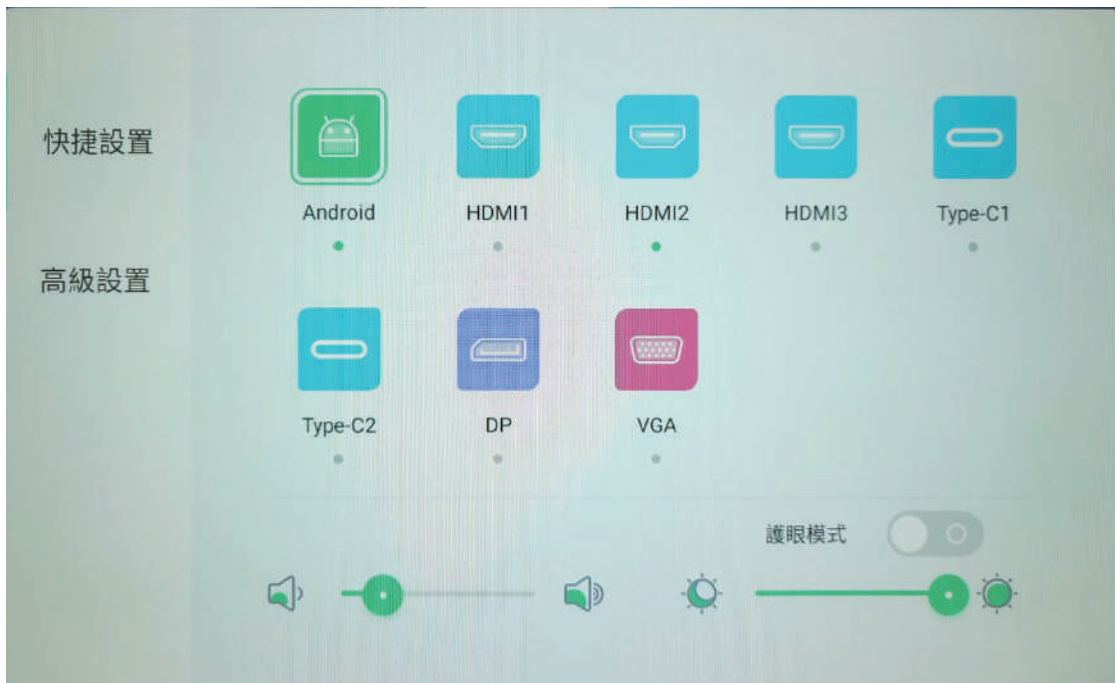 快捷設置
高級設置
Android
HDMI1
HDMI2
HDMI3
Type-C1
Type-C2
DP
VGA
護眼模式